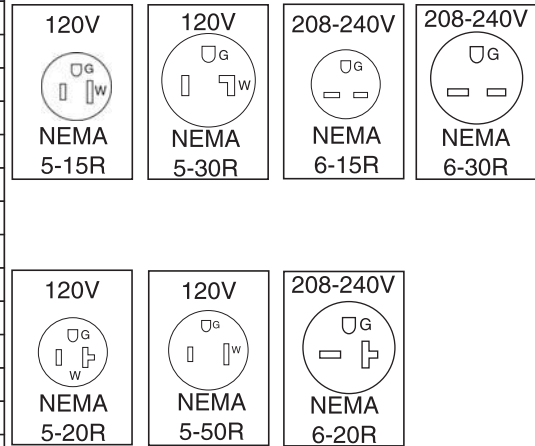 120V
G
W
NEMA
5-15R
120V
G
W
NEMA
5-30R
208-240V
G
NEMA
6-15R
208-240V
G
NEMA
6-30R
120V
G
W
NEMA
5-20R
120V
G
W
NEMA
5-50R
208-240V
G
NEMA
6-20R